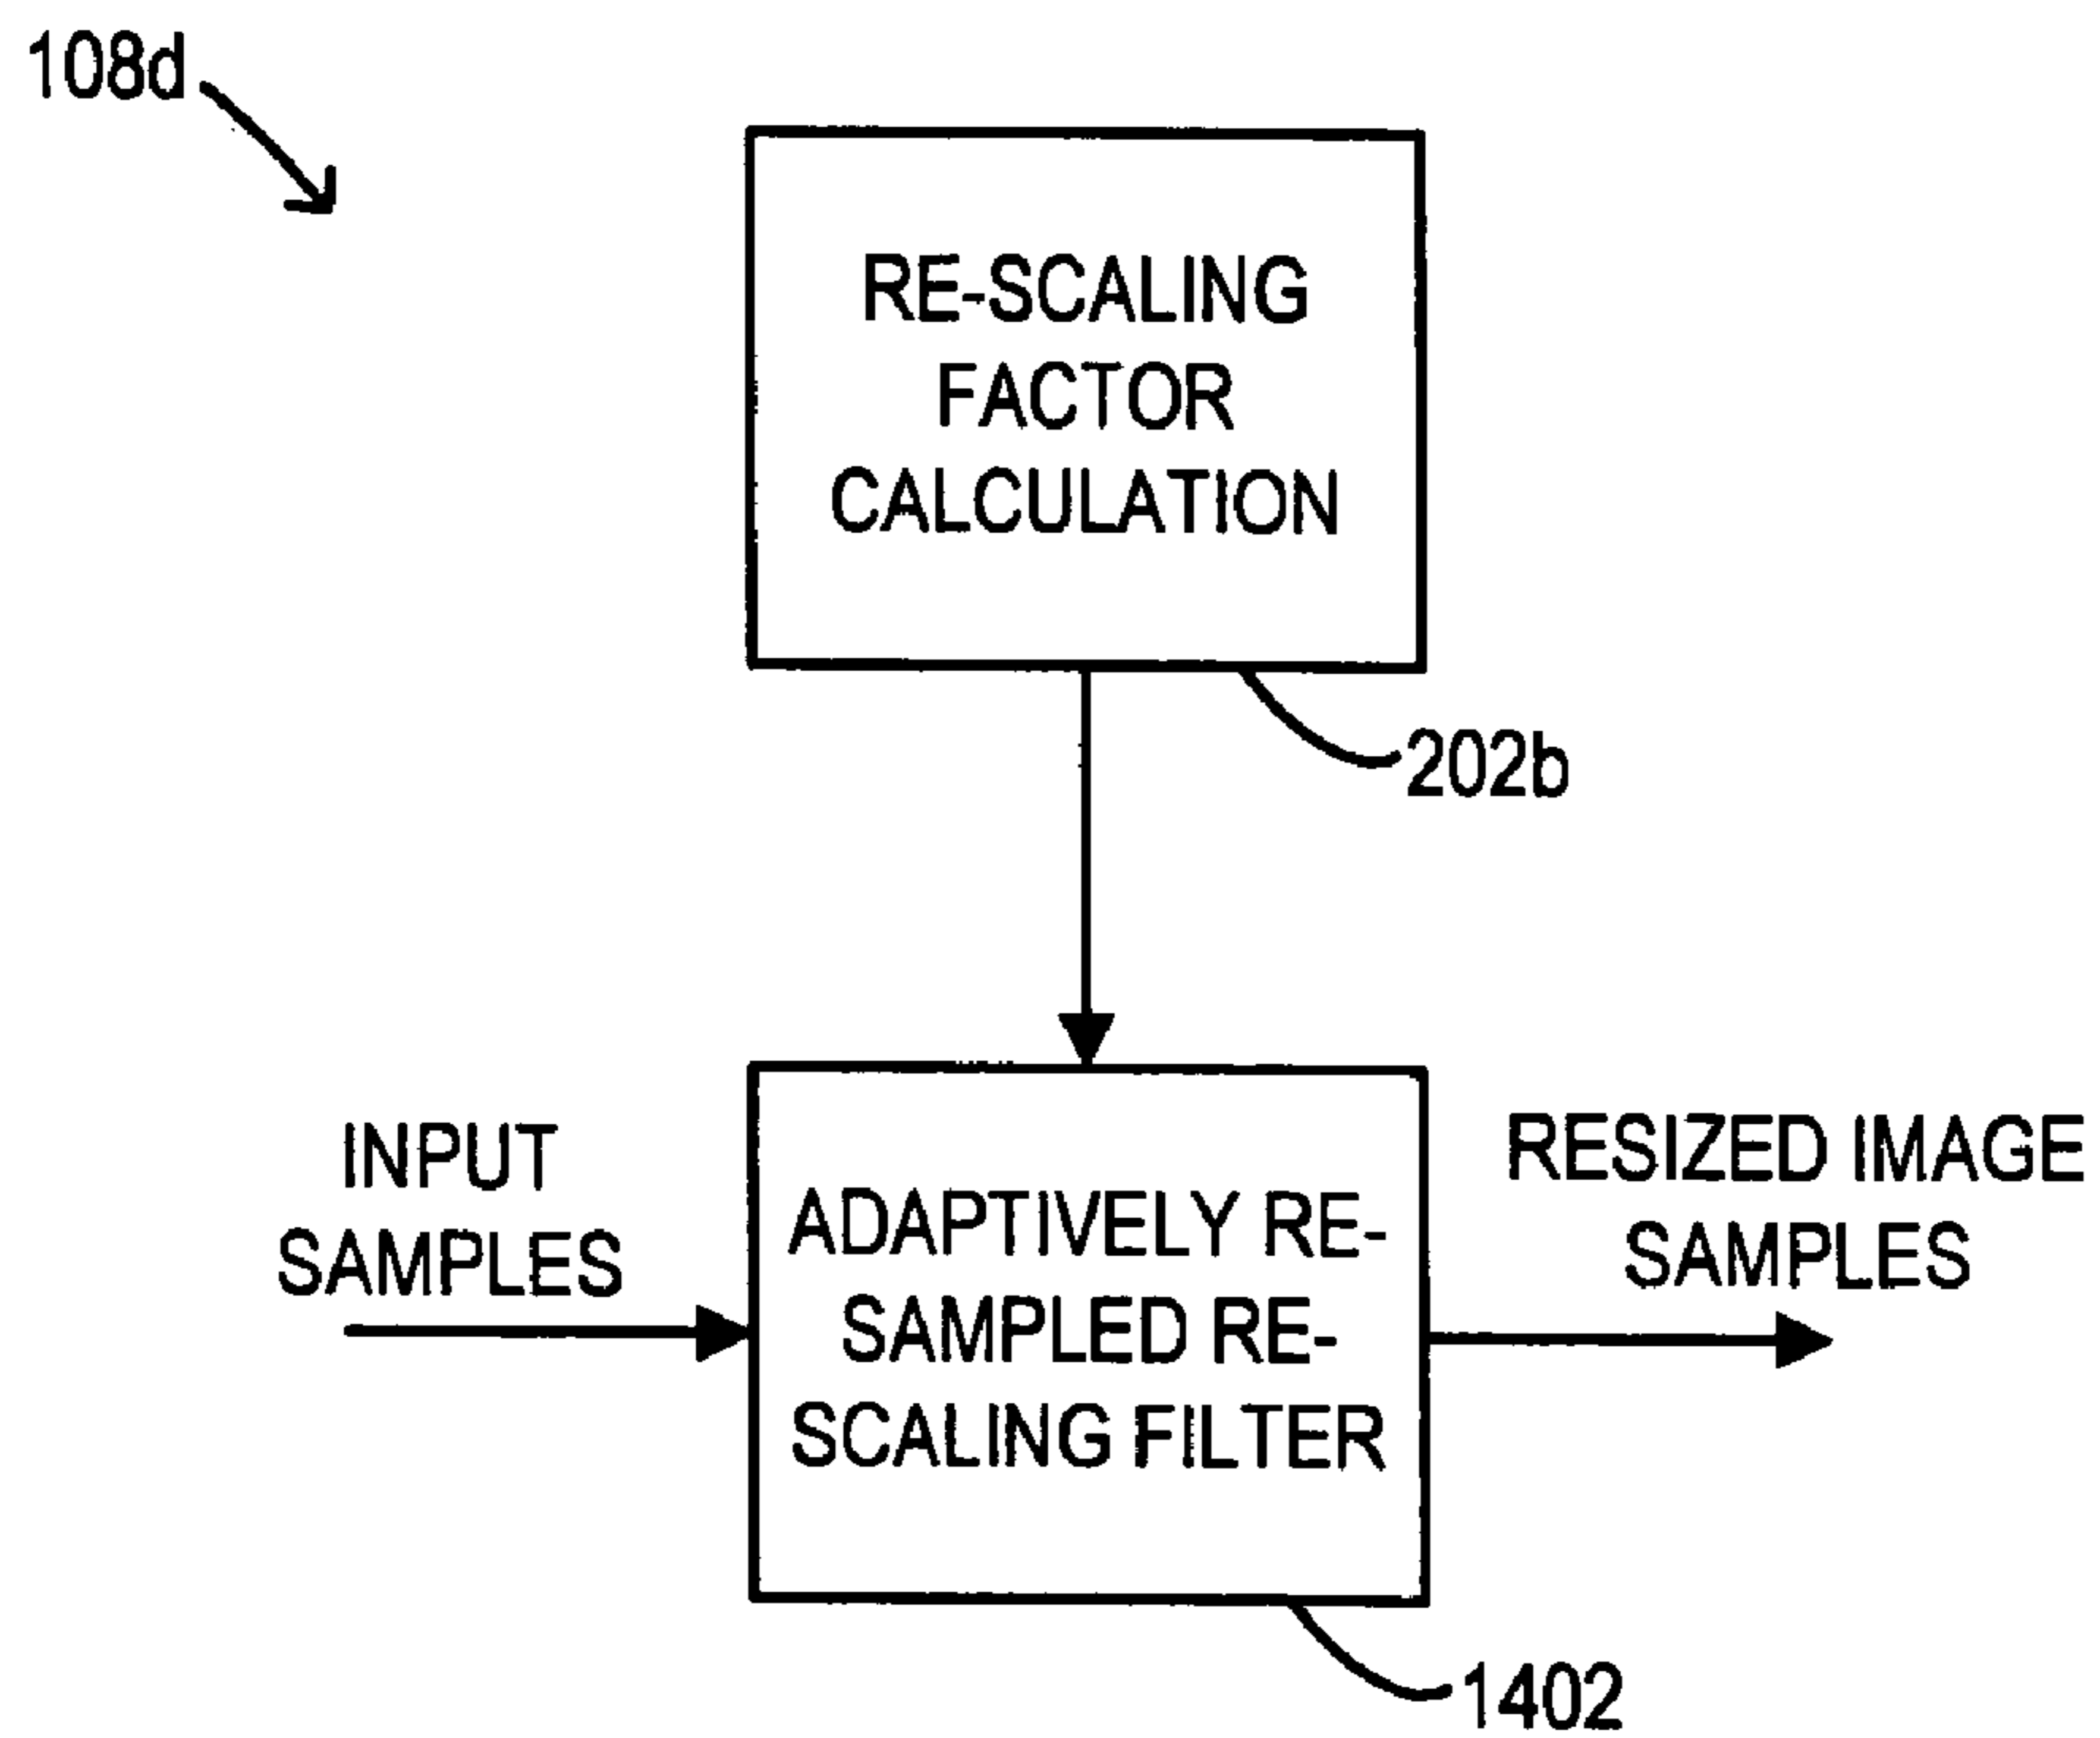 108d
RE-SCALING
FACTOR
CALCULATION
202b
INPUT
SAMPLES
ADAPTIVELY RE-
SAMPLED RE-
SCALING FILTER
RESIZED IMAGE
SAMPLES
1402